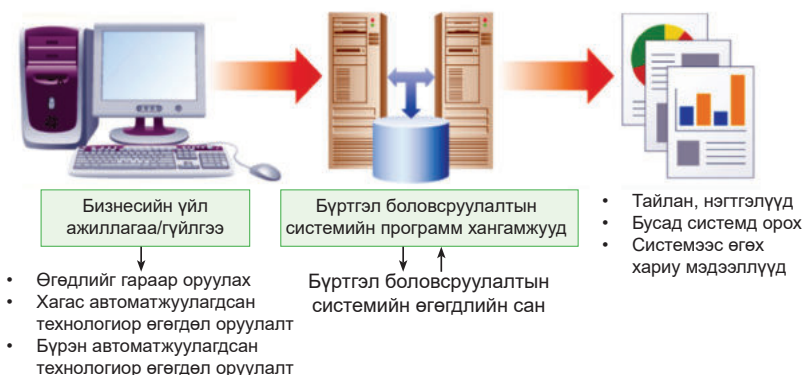 Бизнесийн үйл
ажиллагаа/гүйлгээ
• Өгөдлийг гараар оруулах
• Хагас автоматжуулагдсан
технологиор өгөгдөл оруулалт
• Бүрэн автоматжуулагдсан
технологиор өгөгдөл оруулалт
Бүртгэл боловсруулалтын
системийн программ хангамжууд
Бүртгэл боловсруулалтын
системийн өгөгдлийн сан
• Тайлан, нэгтгэлүүд
• Бусад системд орох
• Системээс өгөх
хариу мэдээллүүд